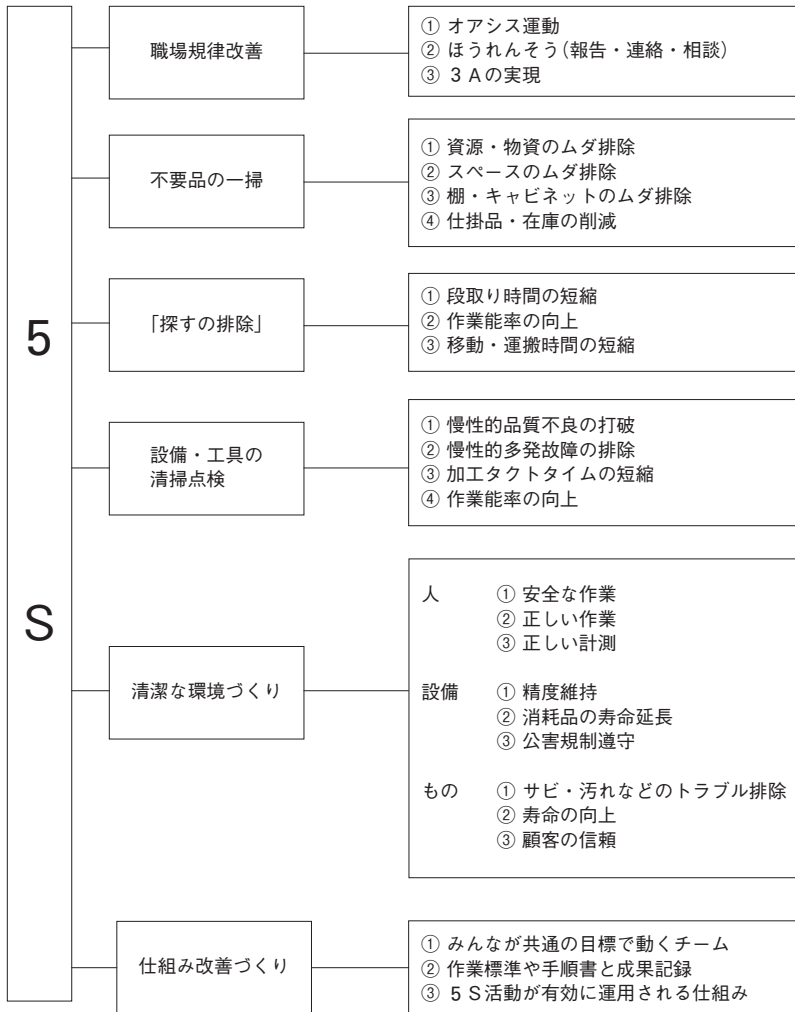 5
S
職場規律改善
① オアシス運動
② ほうれんそう(報告・連絡・相談)
③ 3Aの実現
不要品の一掃
① 資源・物資のムダ排除
② スペースのムダ排除
③ 棚・キャビネットのムダ排除
④ 仕掛品・在庫の削減
「探すの排除」
① 段取り時間の短縮
② 作業能率の向上
③ 移動・運搬時間の短縮
設備・工具の
清掃点検
① 慢性的品質不良の打破
② 慢性的多発故障の排除
③ 加工タクトタイムの短縮
④ 作業能率の向上
清潔な環境づくり
人 ① 安全な作業
② 正しい作業
③ 正しい計測
設備 ① 精度維持
② 消耗品の寿命延長
③ 公害規制遵守
もの ① サビ・汚れなどのトラブル排除
② 寿命の向上
③ 顧客の信頼
仕組み改善づくり
① みんなが共通の目標で動くチーム
② 作業標準や手順書と成果記録
③ 5S活動が有効に運用される仕組み